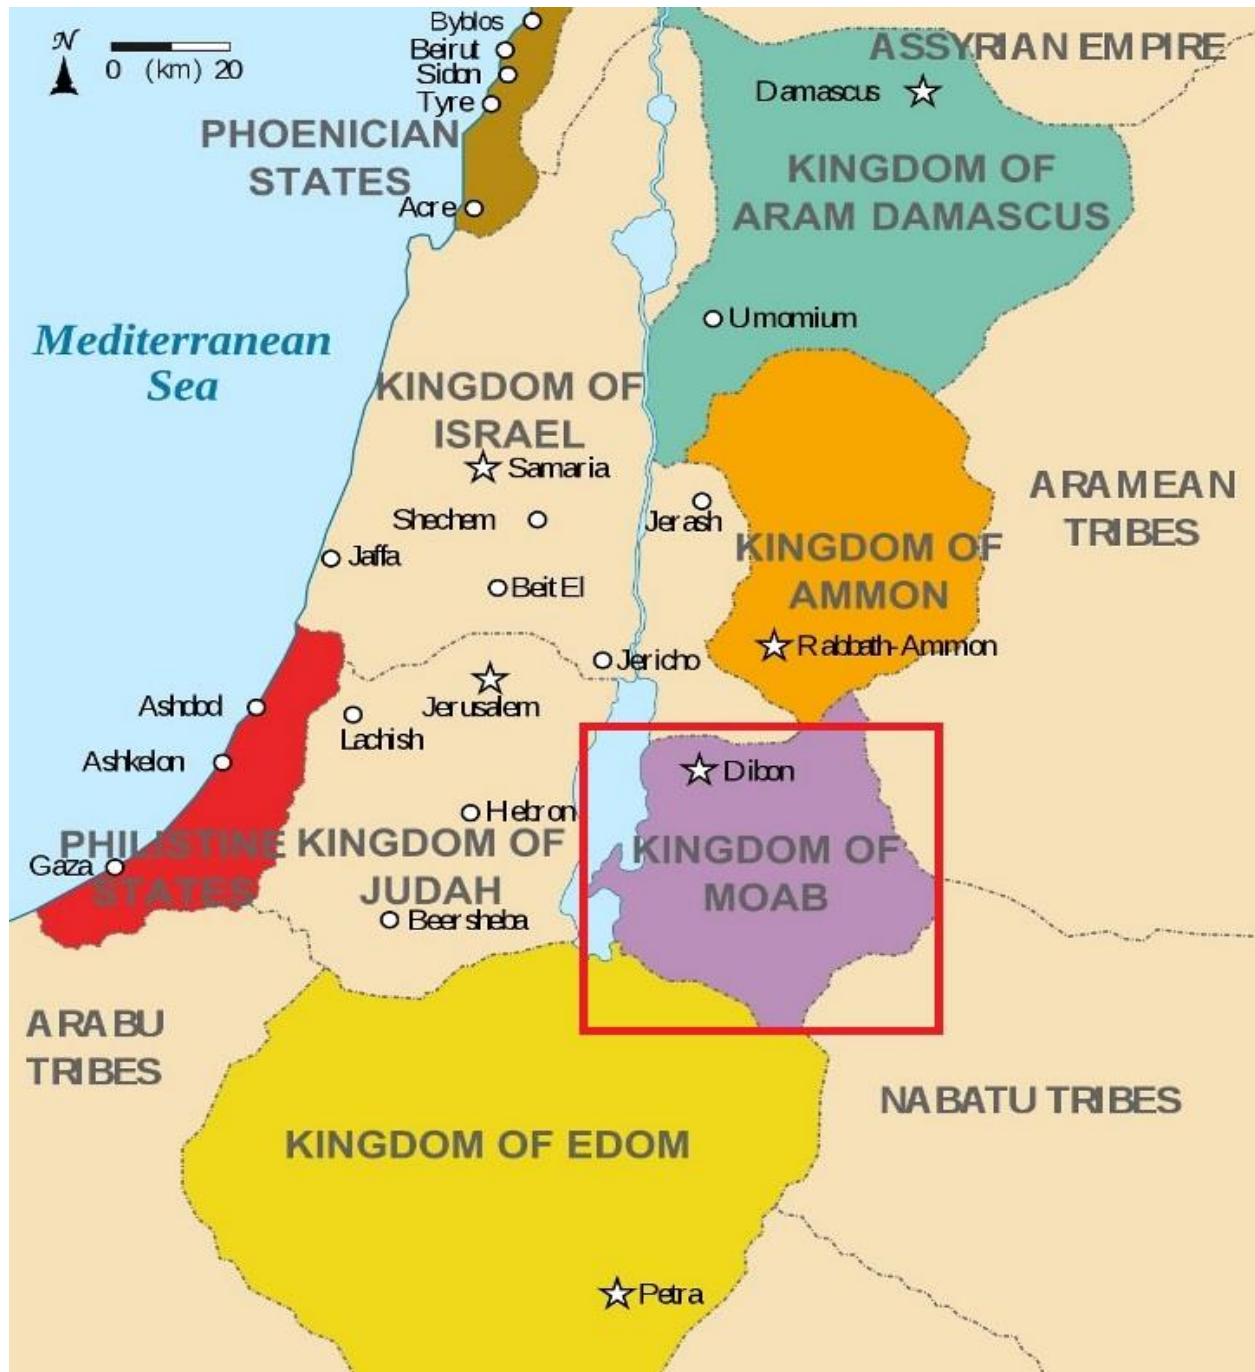 N
0 (km) 20
Byblos
Beirut
Sidon
Tyre
PHOENICIAN
STATES
Acre
ASSYRIAN EMPIRE
Damascus
KINGDOM OF
ARAM DAMASCUS
Umomium
Mediterranean
Sea
KINGDOM OF
ISRAEL
Samaria
Shechem
Jerash
Jaffa
Beit El
KINGDOM OF
AMMON
Rabbath-Ammon
ARAMEAN
TRIBES
Jericho
Jerusalem
Ashdod
Lachish
Ashkelon
Hebron
Dibon
PHILISTINE
STATES
Gaza
KINGDOM OF
JUDAH
Beersheba
KINGDOM OF
MOAB
ARABU
TRIBES
NABATU TRIBES
KINGDOM OF EDOM
Petra